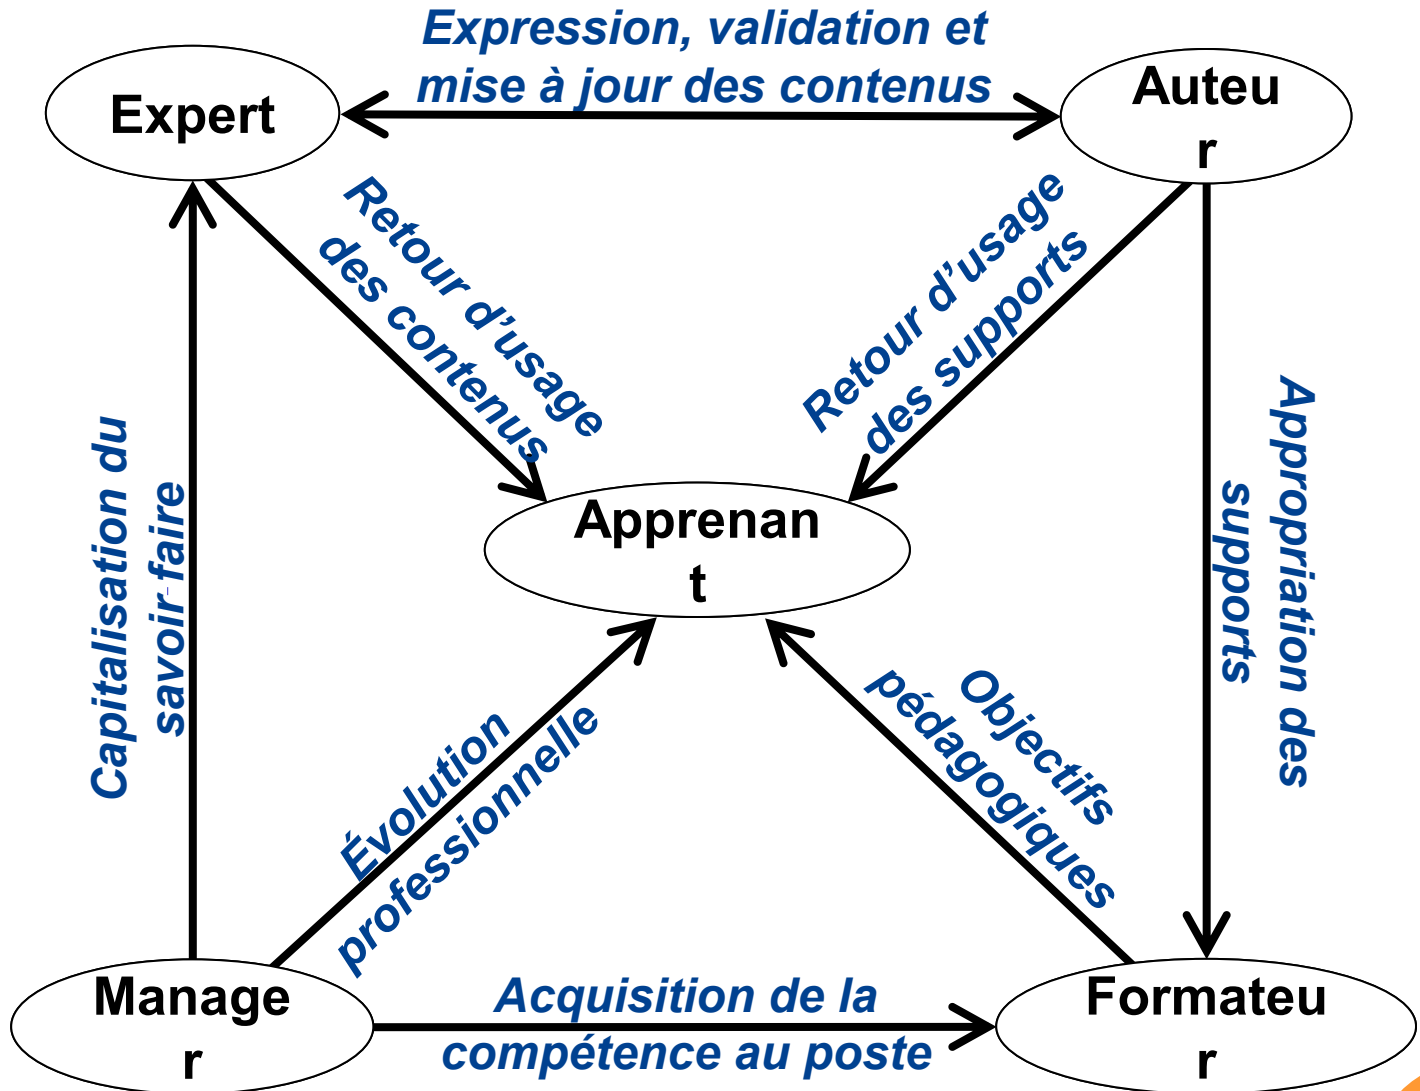 Expression, validation et
mise à jour des contenus
Expert
Auteu
r
Retour d'usage
des contenus
Retour d’usage
des supports
Capitalisation du
savoir-faire
Appropriation des
supports
Apprenan
t
Évolution
professionnelle
Objectifs
pédagogiques
Manage
r
Acquisition de la
compétence au poste
Formateu
r